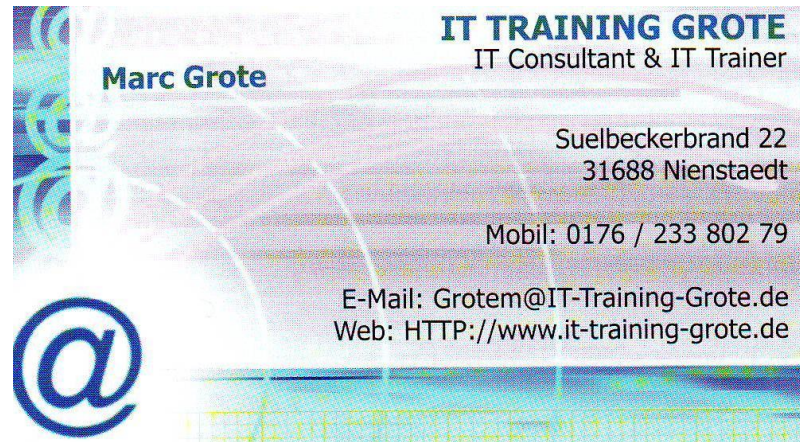 IT TRAINING GROTE
IT Consultant & IT Trainer
Marc Grote
Suelbeckerbrand 22
31688 Nienstaedt
Mobil: 0176 / 233 802 79
E-Mail: Grotem@IT-Training-Grote.de
Web: HTTP://www.it-training-grote.de
@